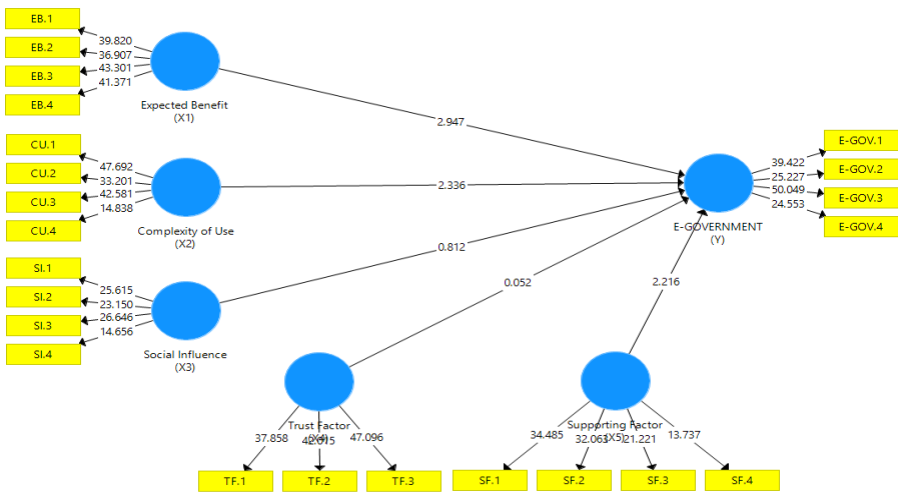 EB.1
EB.2
EB.3
EB.4
39.820
36.907
43.301
41.371
Expected Benefit
(X1)
2.947
CU.1
CU.2
CU.3
CU.4
47.692
33.201
42.581
14.838
Complexity of Use
(X2)
2.336
SI.1
SI.2
SI.3
SI.4
25.615
23.150
26.646
14.656
Social Influence
(X3)
0.812
E-GOV.1
E-GOV.2
E-GOV.3
E-GOV.4
39.422
25.227
50.049
24.553
E-GOVERNMENT
(Y)
0.052
2.216
Trust Factor
(X4)
37.858
47.096
TF.1
TF.2
TF.3
Supporting Factor
(X5)
34.485
32.063
21.221
13.737
SF.1
SF.2
SF.3
SF.4